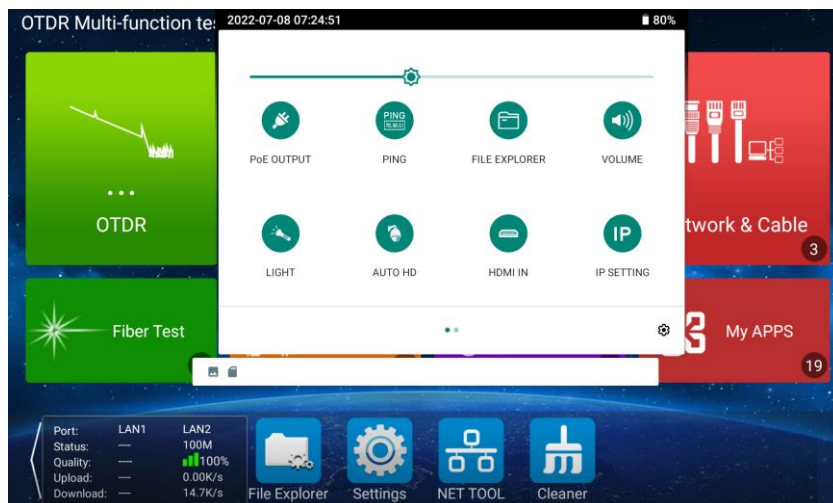 OTDR Multi-function te
2022-07-08 07:24:51
80%
PoE OUTPUT
PING
PING
FILE EXPLORER
VOLUME
LIGHT
AUTO HD
HDMI IN
IP
IP SETTING
OTDR
twork & Cable
3
Fiber Test
My APPS
19
Port: LAN1 LAN2
Status: --- 100M
Quality: --- 100%
Upload: --- 0.00K/s
Download: --- 14.7K/s
File Explorer
Settings
NET TOOL
Cleaner